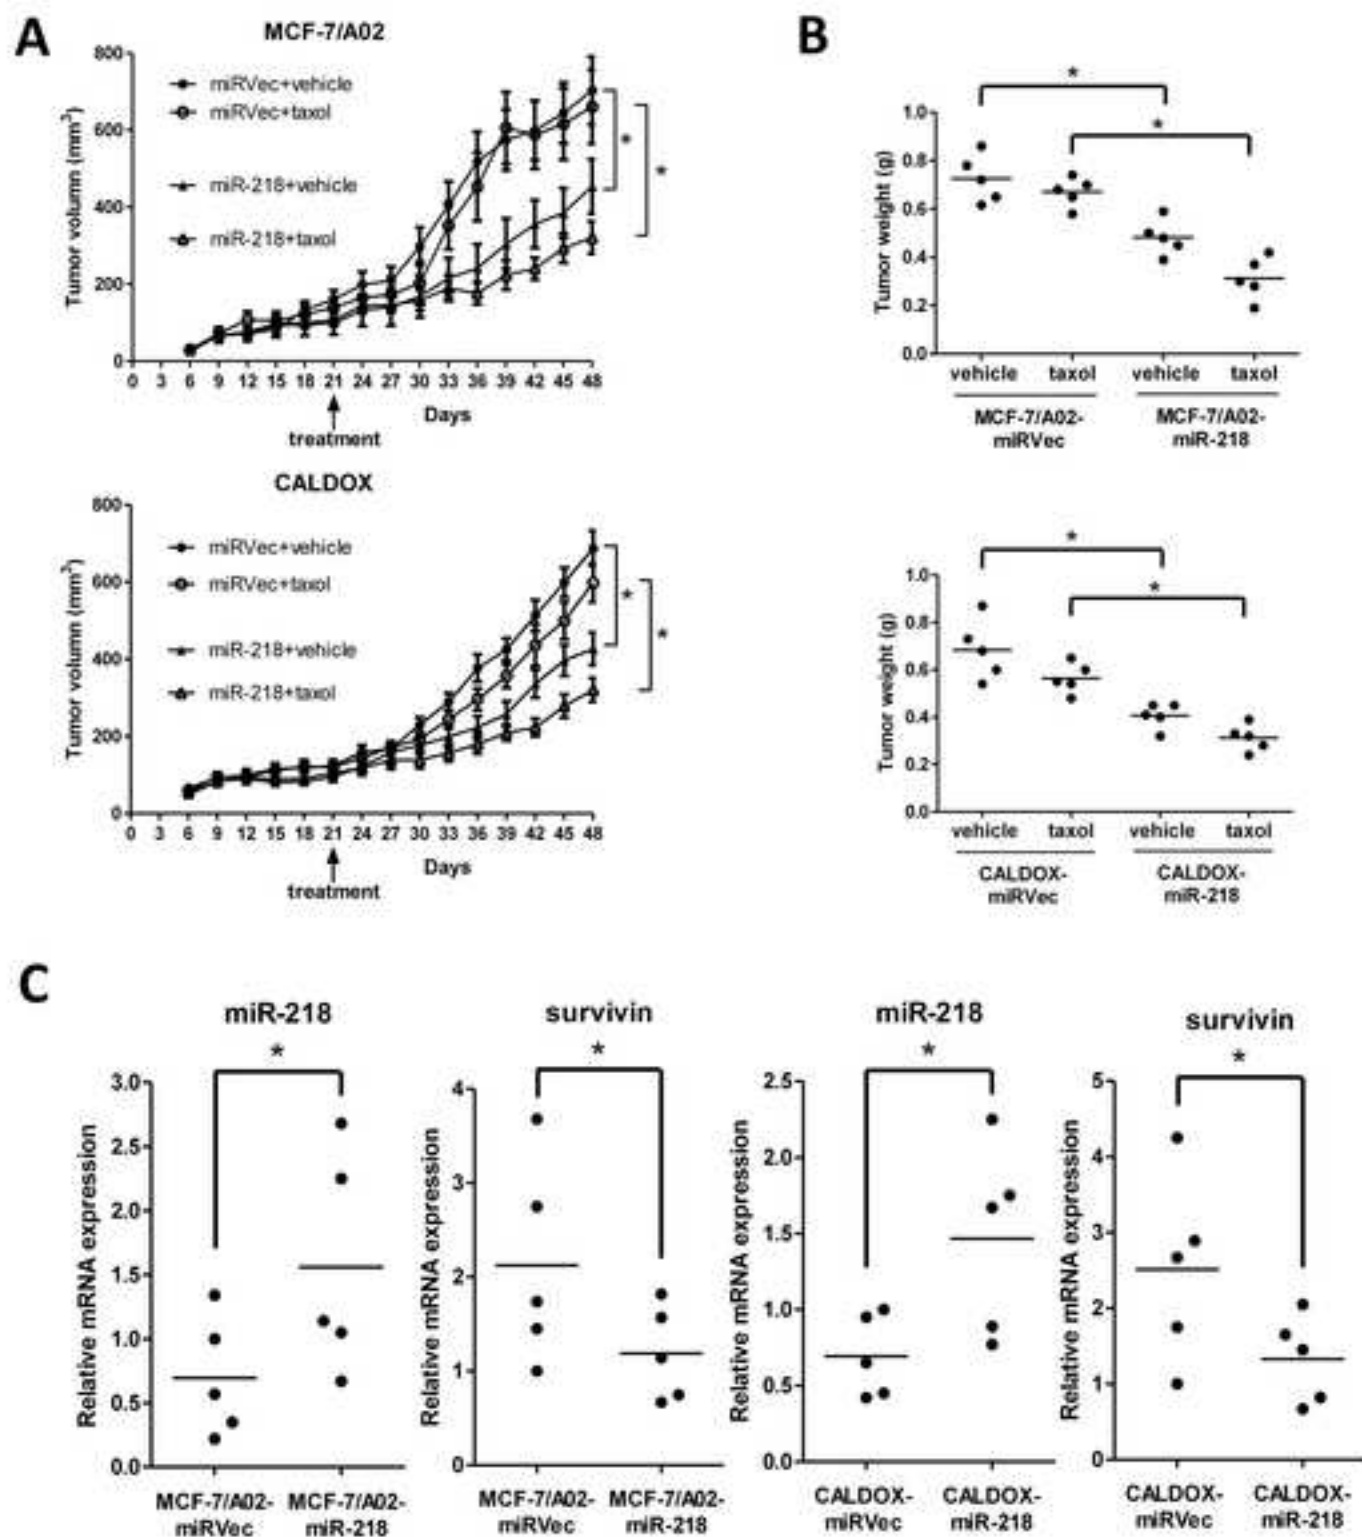 A
MCF-7/A02
Tumor volumn (mm³)
800
600
400
200
0
miRVec+vehicle
miRVec+taxol
miR-218+vehicle
miR-218+taxol
*
*
0 3 6 9 12 15 18 21 24 27 30 33 36 39 42 45 48
Days
treatment
CALDOX
Tumor volumn (mm³)
800
600
400
200
0
miRVec+vehicle
miRVec+taxol
miR-218+vehicle
miR-218+taxol
*
*
0 3 6 9 12 15 18 21 24 27 30 33 36 39 42 45 48
Days
treatment
B
*
*
Tumor weight (g)
1.0
0.8
0.6
0.4
0.2
0.0
vehicle taxol vehicle taxol
MCF-7/A02- MCF-7/A02-
miRVec miR-218
*
*
Tumor weight (g)
1.0
0.8
0.6
0.4
0.2
0.0
vehicle taxol vehicle taxol
CALDOX- CALDOX-
miRVec miR-218
C
miR-218
*
Relative mRNA expression
3.0
2.5
2.0
1.5
1.0
0.5
0.0
MCF-7/A02- MCF-7/A02-
miRVec miR-218
survivin
*
Relative mRNA expression
4
3
2
1
0
MCF-7/A02- MCF-7/A02-
miRVec miR-218
miR-218
*
Relative mRNA expression
2.5
2.0
1.5
1.0
0.5
0.0
CALDOX- CALDOX-
miRVec miR-218
survivin
*
Relative mRNA expression
5
4
3
2
1
0
CALDOX- CALDOX-
miRVec miR-218